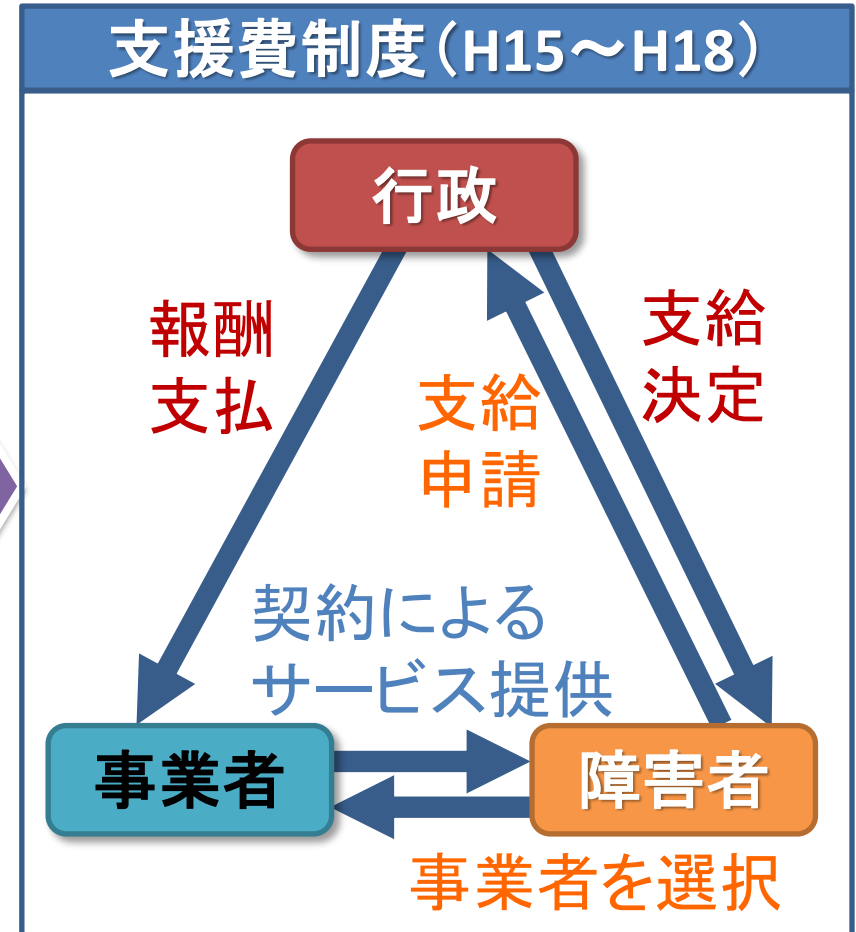 支援費制度(H15～H18)
行政
報酬
支払
支給
決定
支給
申請
契約による
サービス提供
事業者
障害者
事業者を選択